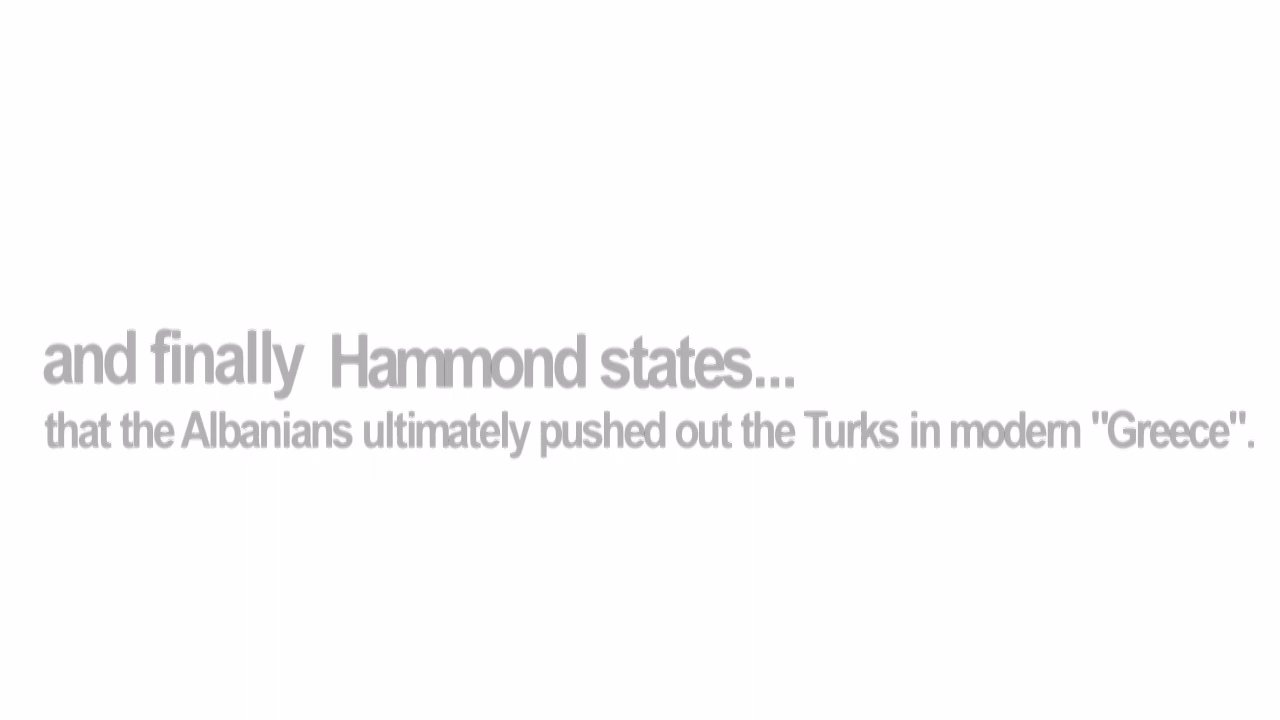 and finally Hammond states...
that the Albanians ultimately pushed out the Turks in modern "Greece".